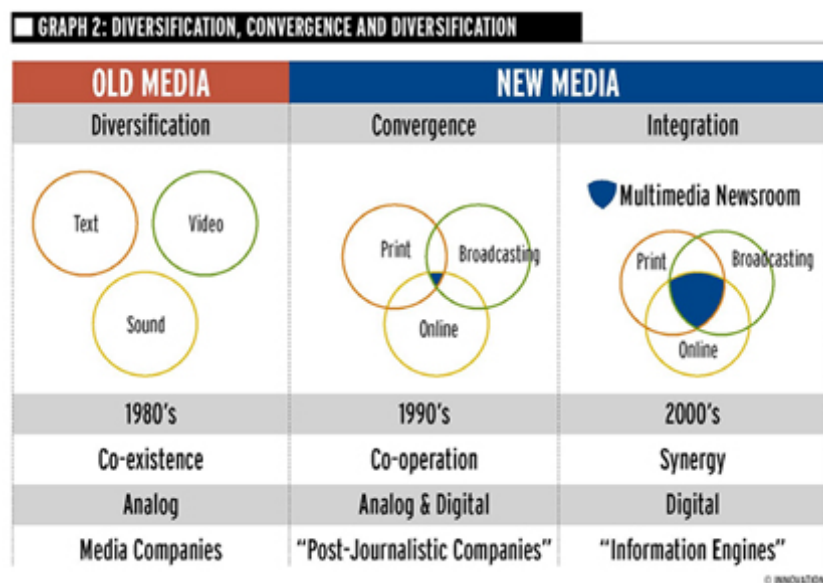 GRAPH 2: DIVERSIFICATION, CONVERGENCE AND DIVERSIFICATION
OLD MEDIA NEW MEDIA
Diversification Convergence Integration
Multimedia Newsroom
Text Video
Sound
Print Broadcasting
Online
Print Broadcasting
Online
1980's 1990's 2000's
Co-existence Co-operation Synergy
Analog Analog & Digital Digital
Media Companies "Post-Journalistic Companies" "Information Engines"
© INNOVATION